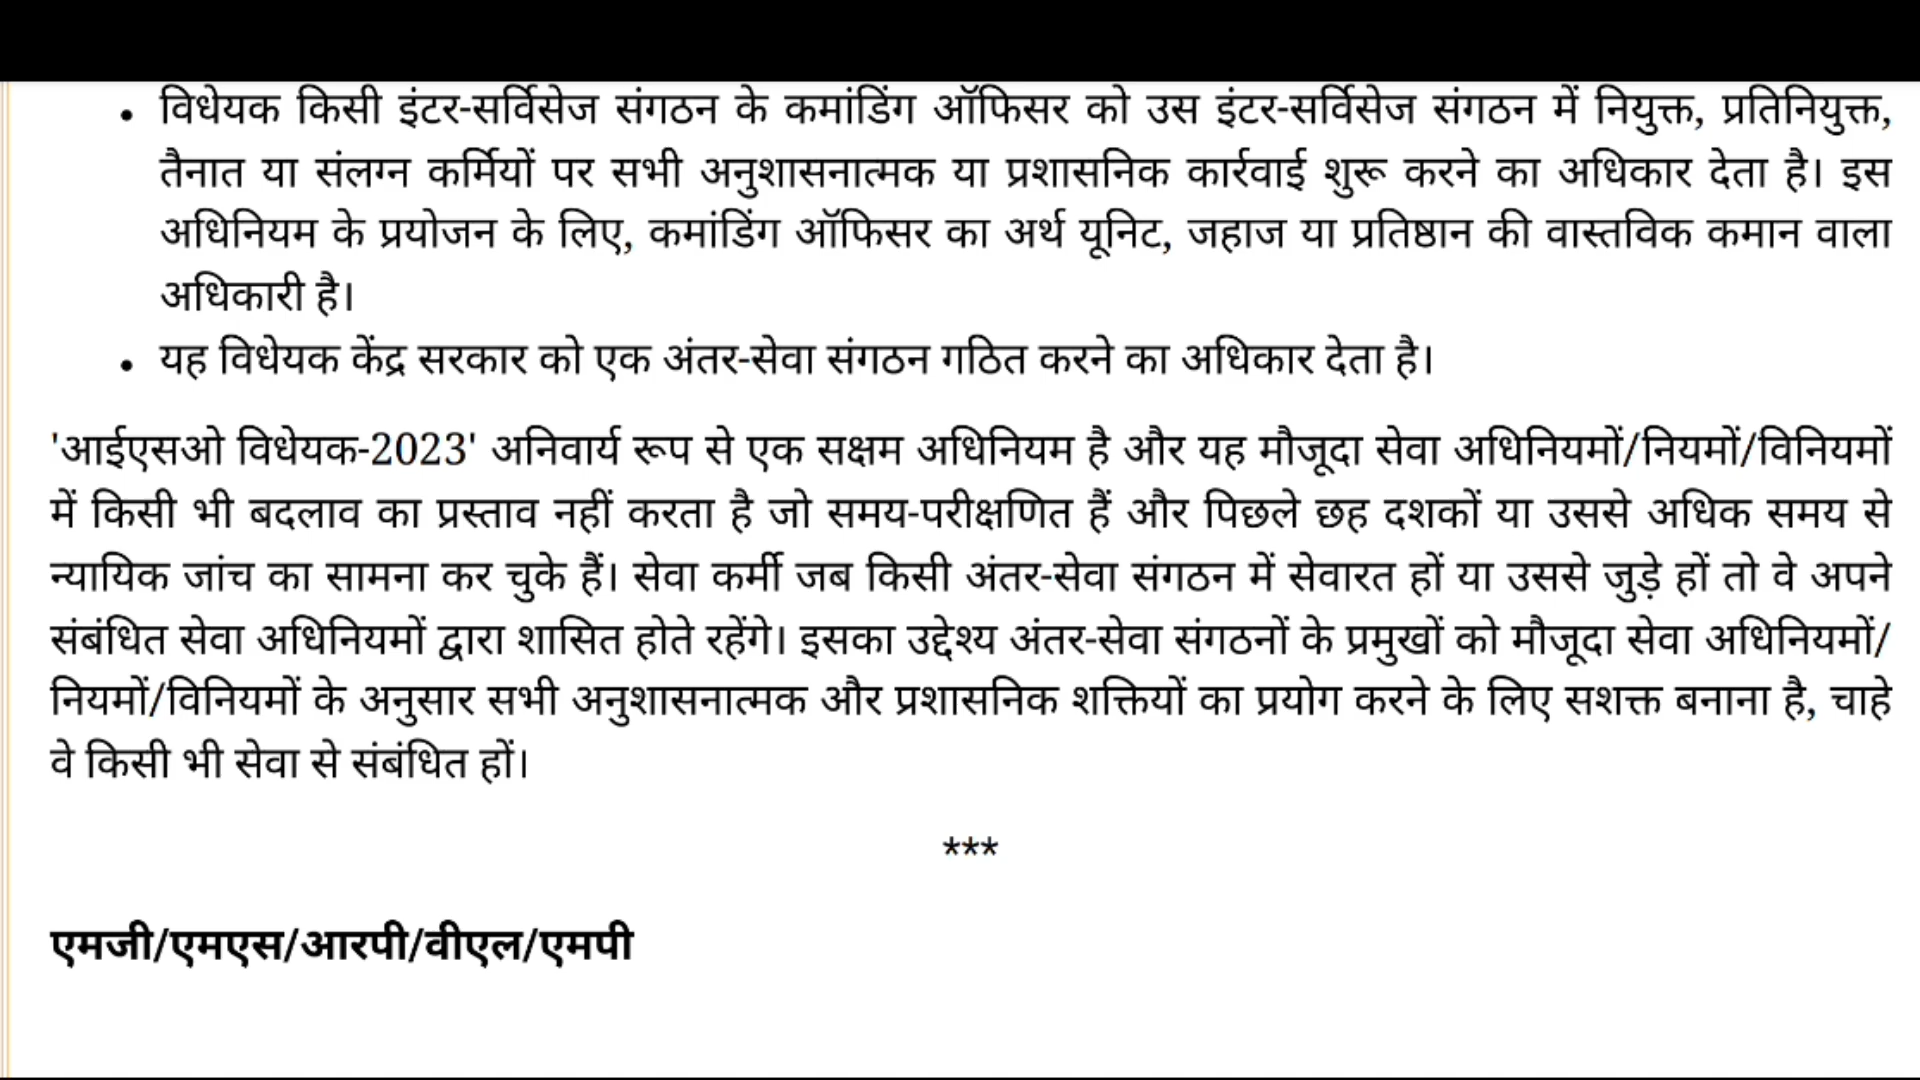 • विधेयक किसी इंटर-सर्विसेज संगठन के कमांडिंग ऑफिसर को उस इंटर-सर्विसेज संगठन में नियुक्त, प्रतिनियुक्त,
तैनात या संलग्न कर्मियों पर सभी अनुशासनात्मक या प्रशासनिक कार्रवाई शुरू करने का अधिकार देता है। इस
अधिनियम के प्रयोजन के लिए, कमांडिंग ऑफिसर का अर्थ यूनिट, जहाज या प्रतिष्ठान की वास्तविक कमान वाला
अधिकारी है।
• यह विधेयक केंद्र सरकार को एक अंतर-सेवा संगठन गठित करने का अधिकार देता है।
'आईएसओ विधेयक-2023' अनिवार्य रूप से एक सक्षम अधिनियम है और यह मौजूदा सेवा अधिनियमों/नियमों/विनियमों
में किसी भी बदलाव का प्रस्ताव नहीं करता है जो समय-परीक्षणित हैं और पिछले छह दशकों या उससे अधिक समय से
न्यायिक जांच का सामना कर चुके हैं। सेवा कर्मी जब किसी अंतर-सेवा संगठन में सेवारत हों या उससे जुड़े हों तो वे अपने
संबंधित सेवा अधिनियमों द्वारा शासित होते रहेंगे। इसका उद्देश्य अंतर-सेवा संगठनों के प्रमुखों को मौजूदा सेवा अधिनियमों/
नियमों/विनियमों के अनुसार सभी अनुशासनात्मक और प्रशासनिक शक्तियों का प्रयोग करने के लिए सशक्त बनाना है, चाहे
वे किसी भी सेवा से संबंधित हों।
***
एमजी/एमएस/आरपी/वीएल/एमपी